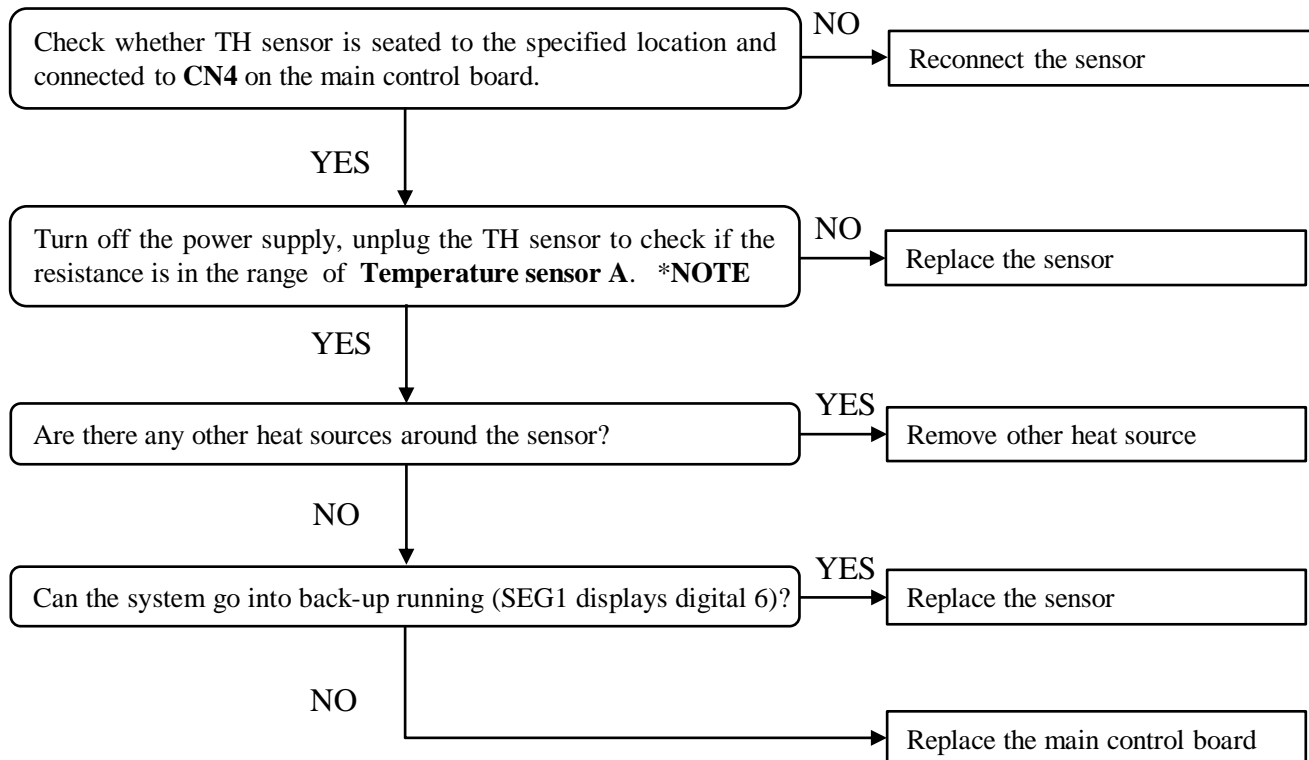 Check whether TH sensor is seated to the specified location and
connected to CN4 on the main control board.
NO
Reconnect the sensor
YES
Turn off the power supply, unplug the TH sensor to check if the
resistance is in the range of Temperature sensor A. *NOTE
NO
Replace the sensor
YES
Are there any other heat sources around the sensor?
YES
Remove other heat source
NO
Can the system go into back-up running (SEG1 displays digital 6)?
YES
Replace the sensor
NO
Replace the main control board